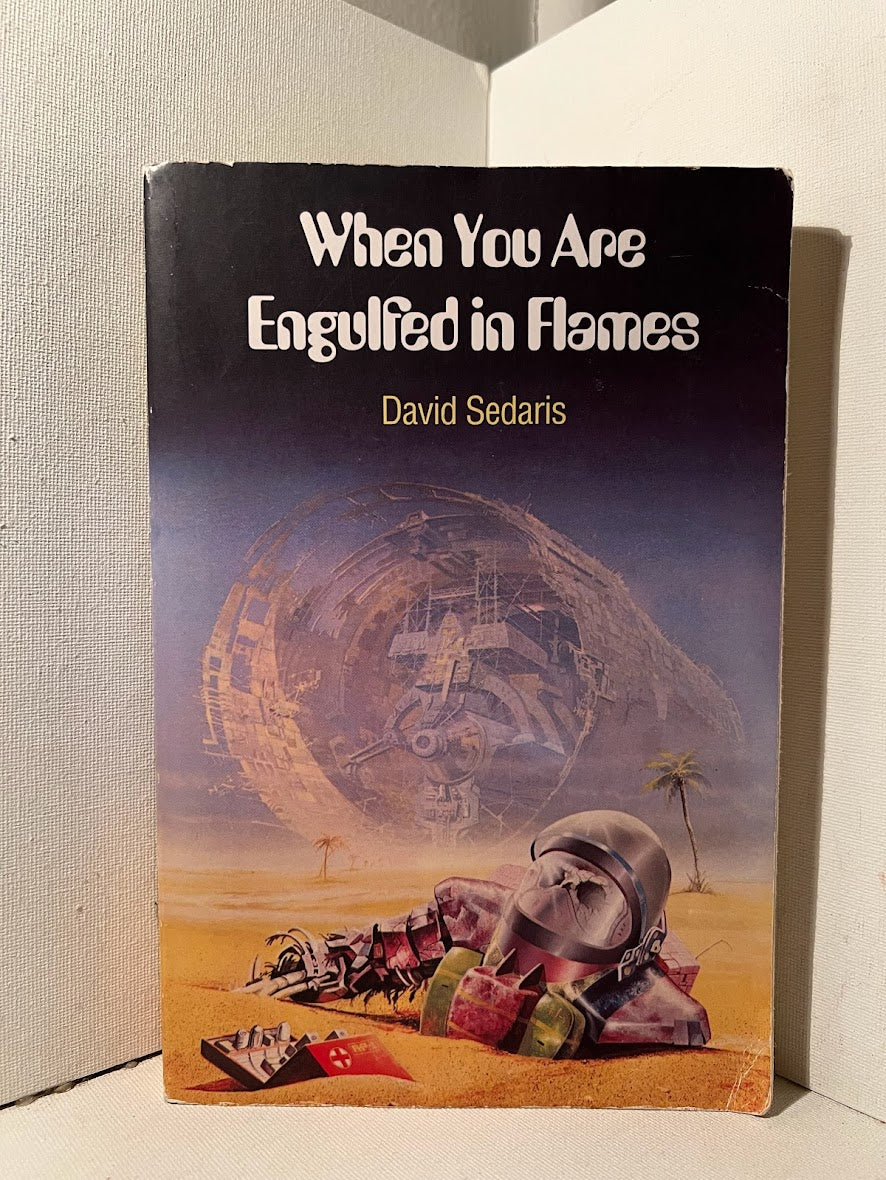 When You Are
Engulfed in Flames
David Sedaris